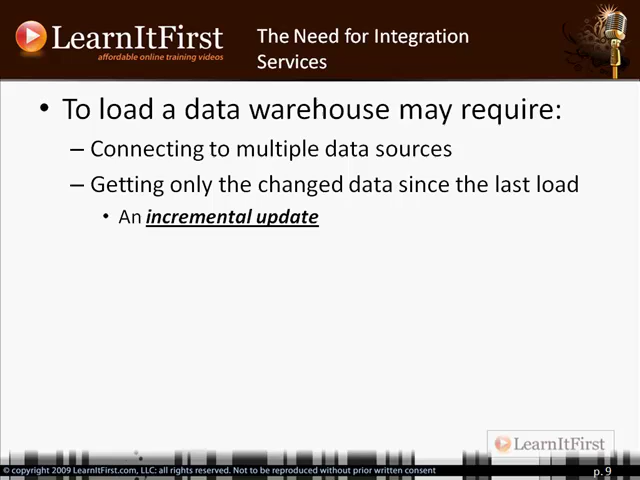 LearnItFirst
affordable online training videos
The Need for Integration
Services
• To load a data warehouse may require:
– Connecting to multiple data sources
– Getting only the changed data since the last load
• An incremental update
LearnItFirst
© copyright 2009 LearnItFirst.com, LLC: all rights reserved. Not to be reproduced without prior written consent
p. 9